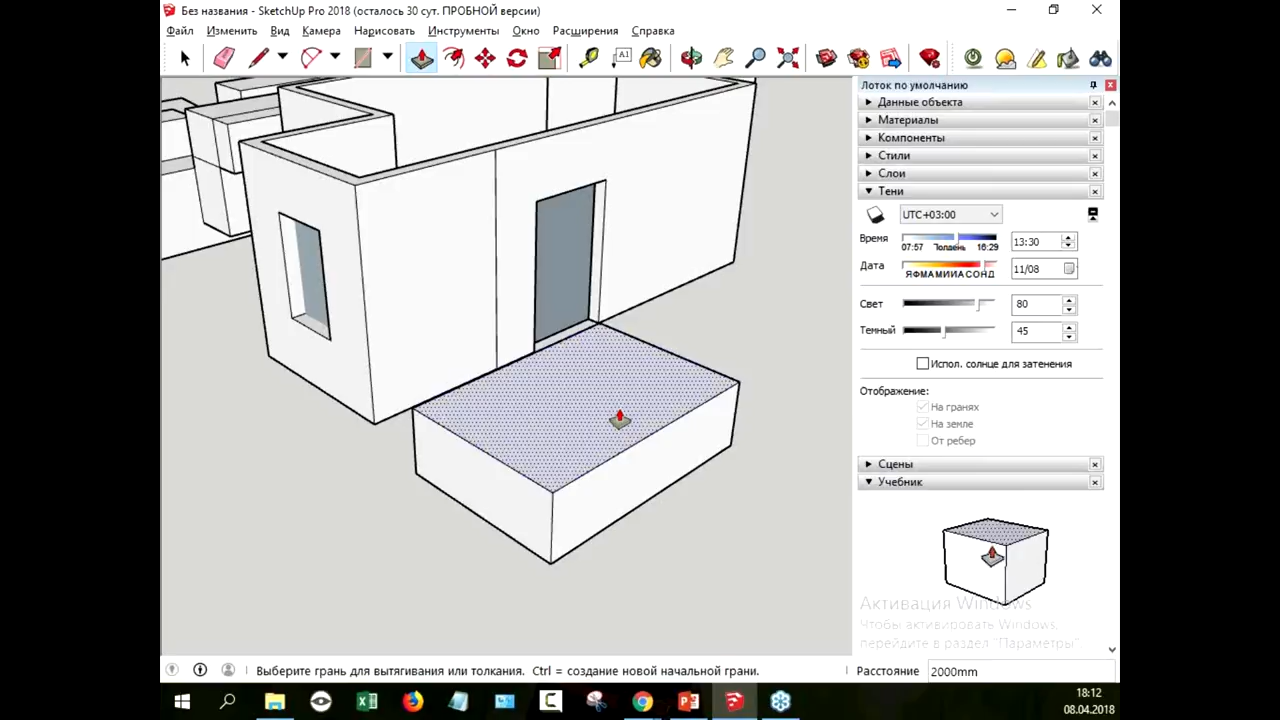 Без названия - SketchUp Pro 2018 (осталось 30 сут. ПРОБНОЙ версии)
Файл Изменить Вид Камера Нарисовать Инструменты Окно Расширения Справка
A1
Лоток по умолчанию
Данные объекта
Материалы
Компоненты
Стили
Слои
Тени
UTC+03:00
Время
07:57 Полдень 16:29
13:30
Дата
ЯФМАМИИАСОНД
11/08
Свет
80
Темный
45
Испол. солнце для затенения
Отображение:
На гранях
На земле
От ребер
Сцены
Учебник
Активация Windows
Чтобы активировать Windows,
перейдите в раздел "Параметры".
Выберите грань для вытягивания или толкания. Ctrl = создание новой начальной грани.
Расстояние 2000mm
18:12
08.04.2018